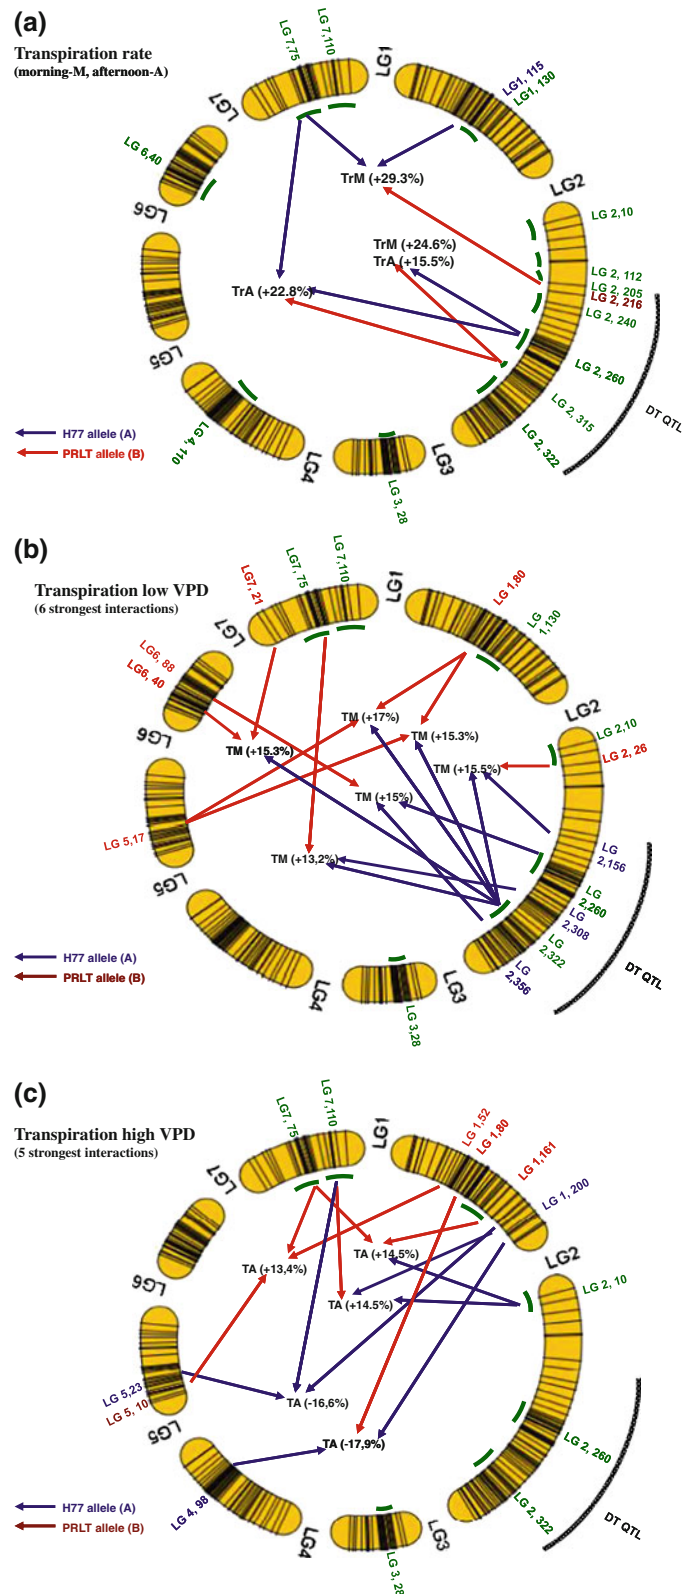 (a)
Transpiration rate
(morning-M, afternoon-A)
LG 7,75
LG 7,110
LG1
LG1, 115
LG1, 130
LG7
LG 6,40
LG6
LG2
LG 2,10
TrM (+29.3%)
TrM (+24.6%)
TrA (+15.5%)
TrA (+22.8%)
LG 2,112
LG 2,205
LG 2, 216
LG 2, 240
LG 2, 260
LG 2, 315
LG 2, 322
DT QTL
LG5
LG 4, 110
LG4
LG3
LG 3, 28
H77 allele (A)
PRLT allele (B)
(b)
Transpiration low VPD
(6 strongest interactions)
LG7, 21
LG7, 75
LG 7,110
LG1
LG 1,80
LG
1,130
LG7
LG6, 88
LG6, 40
LG6
LG2
LG 2,10
LG 2, 26
TM (+17%)
TM (+15.3%)
TM (+15.3%)
TM (+15.5%)
TM (+15%)
TM (+13,2%)
LG 5,17
LG5
LG
2,156
LG
2,260
LG
2,308
LG
2,322
LG
2,356
DT QTL
LG4
LG3
LG 3,28
H77 allele (A)
PRLT allele (B)
(c)
Transpiration high VPD
(5 strongest interactions)
LG7, 75
LG 7,110
LG1
LG 1,52
LG 1,80
LG 1,161
LG 1, 200
LG7
LG6
LG2
LG 2, 10
TA (+14,5%)
TA (+13,4%)
TA (+14.5%)
TA (-16,6%)
TA (-17,9%)
LG 5,23
LG 5, 10
LG5
LG 2, 260
LG 2, 322
DT QTL
LG 4, 98
LG4
LG3
LG 3, 28
H77 allele (A)
PRLT allele (B)